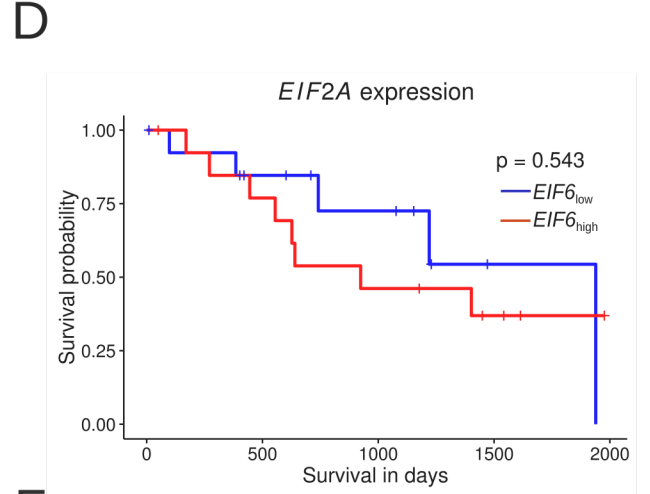 D
EIF2A expression
p = 0.543
EIF6low
EIF6high
Survival probability
1.00
0.75
0.50
0.25
0.00
0 500 1000 1500 2000
Survival in days